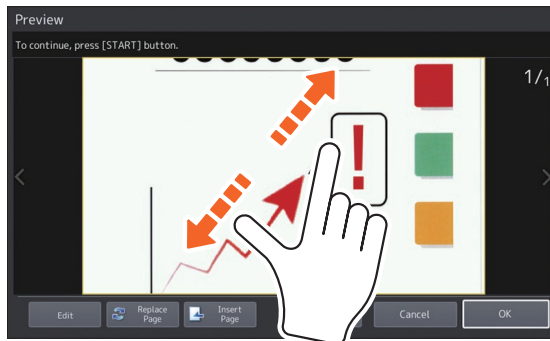 Preview
To continue, press [START] button.
1/1
!
Edit
Replace
Page
Insert
Page
Cancel
OK